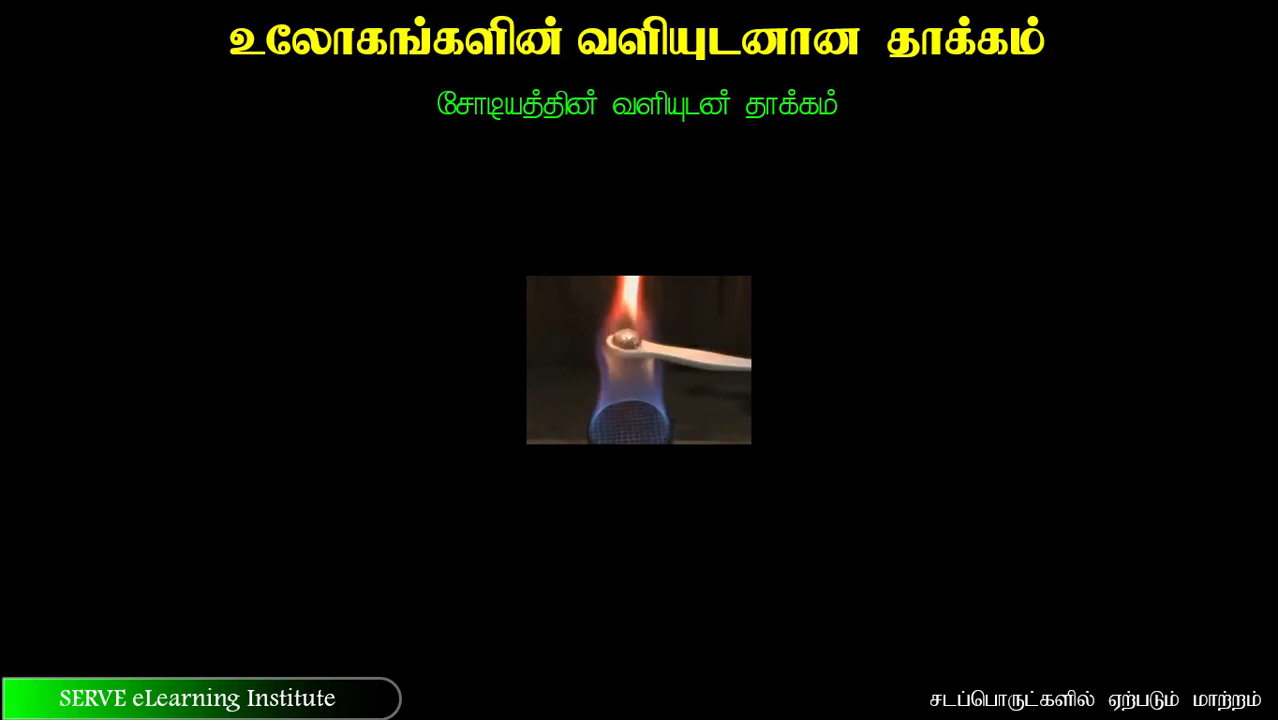 உலோகங்களின் வளியுடனான தாக்கம்
சோடியத்தின் வளியுடன் தாக்கம்
SERVE eLearning Institute
சடப்பொருட்களில் ஏற்படும் மாற்றம்